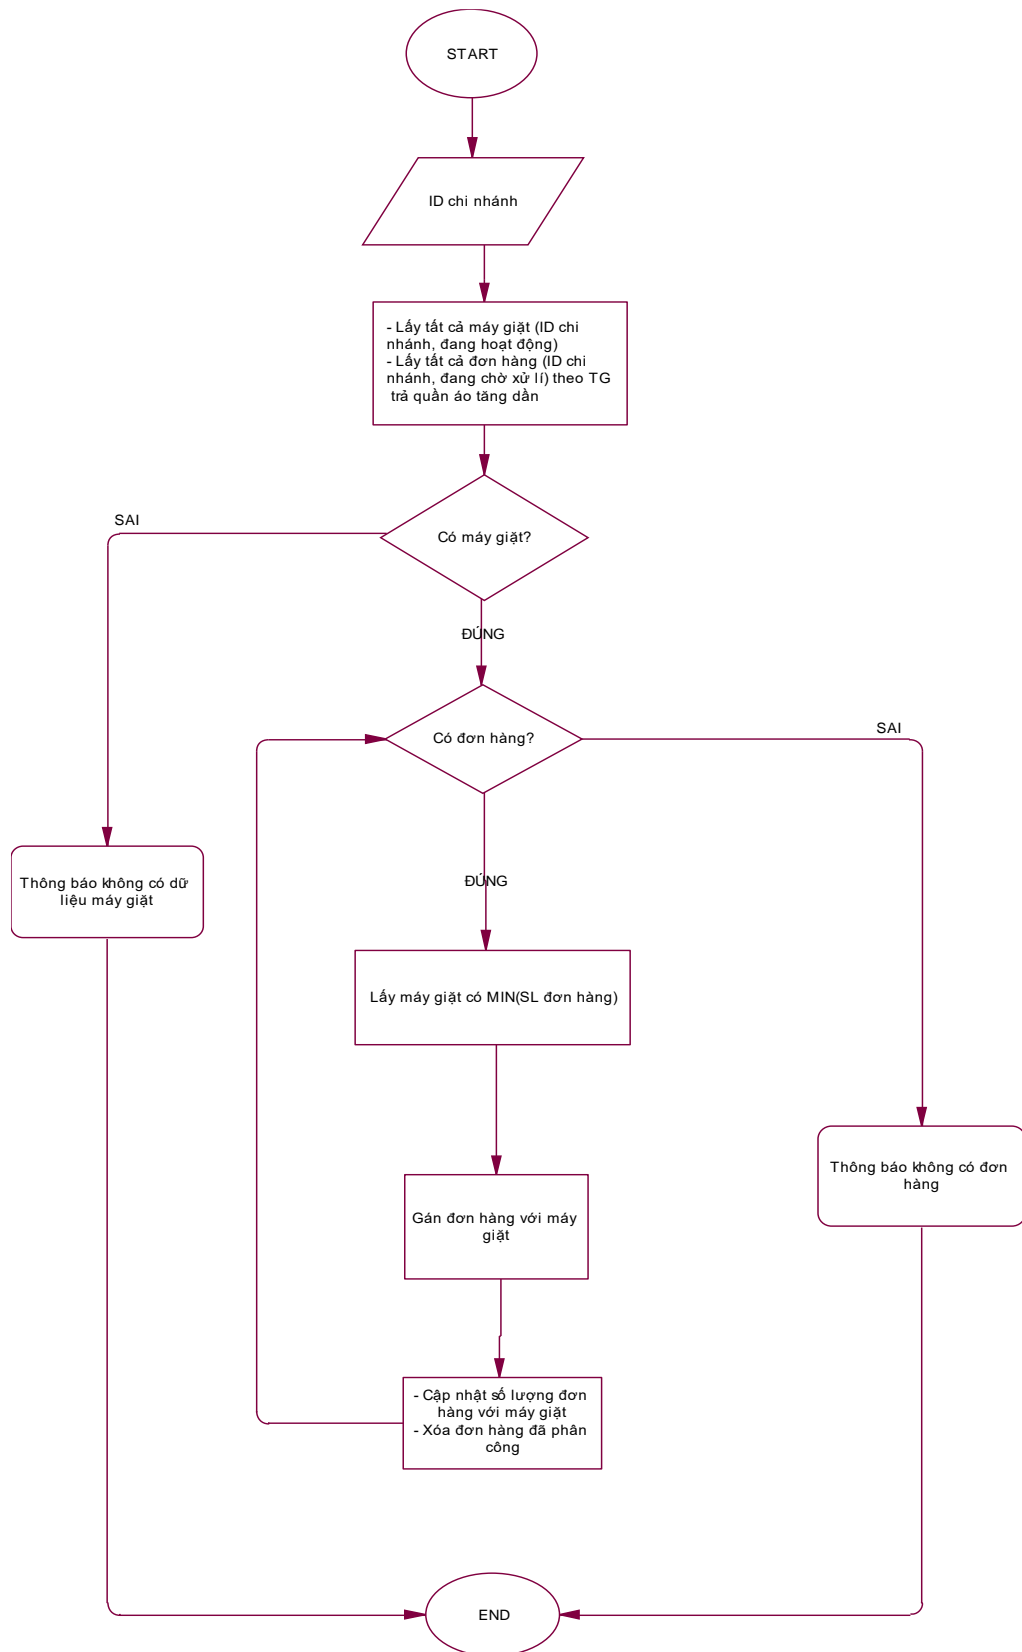 START
ID chi nhánh
- Lấy tất cả máy giặt (ID chi
nhánh, đang hoạt động)
- Lấy tất cả đơn hàng (ID chi
nhánh, đang chờ xử lí) theo TG
trả quần áo tăng dần
SAI
Có máy giặt?
ĐÚNG
SAI
Có đơn hàng?
Thông báo không có dữ
liệu máy giặt
ĐÚNG
Lấy máy giặt có MIN(SL đơn hàng)
Thông báo không có đơn
hàng
Gán đơn hàng với máy
giặt
- Cập nhật số lượng đơn
hàng với máy giặt
- Xóa đơn hàng đã phân
công
END